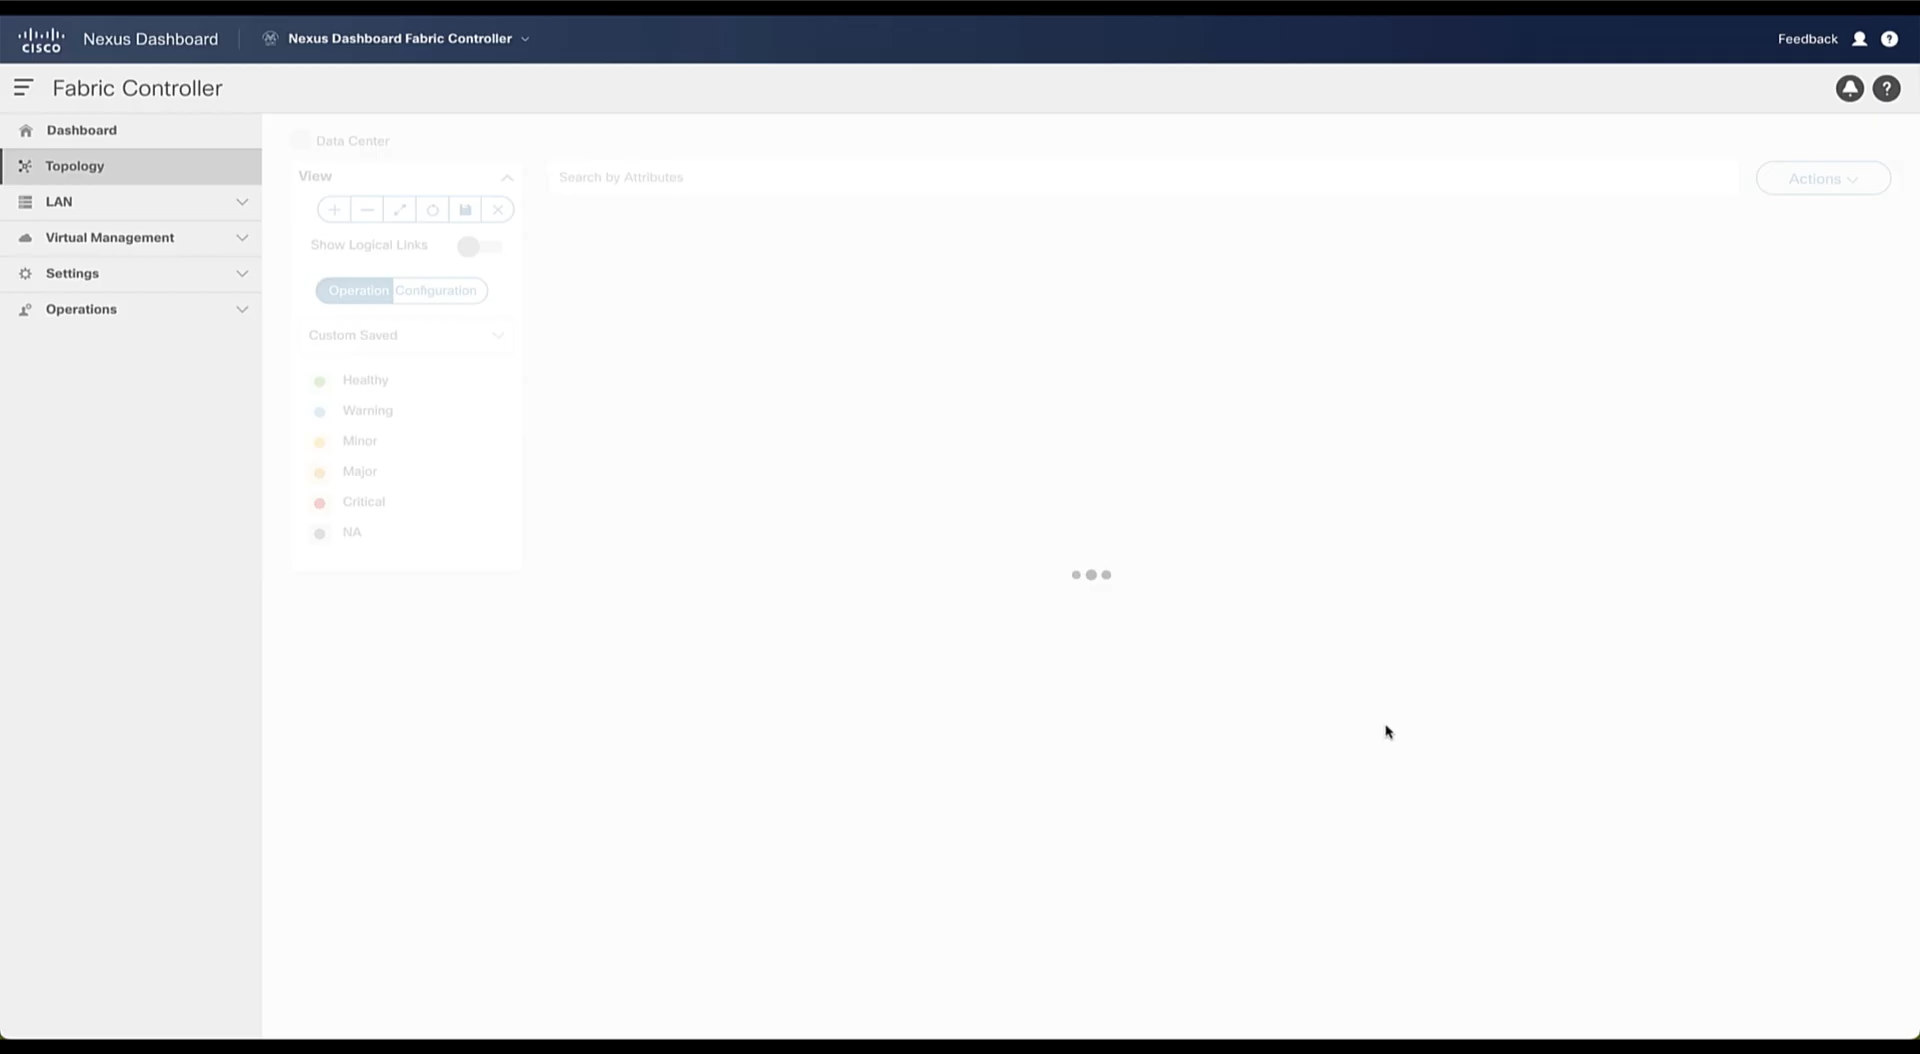 CISCO
Nexus Dashboard
Nexus Dashboard Fabric Controller
Feedback
?
Fabric Controller
?
Dashboard
Topology
LAN
Virtual Management
Settings
Operations
Data Center
View
Search by Attributes
Actions
Show Logical Links
Operation
Configuration
Custom Saved
Healthy
Warning
Minor
Major
Critical
NA